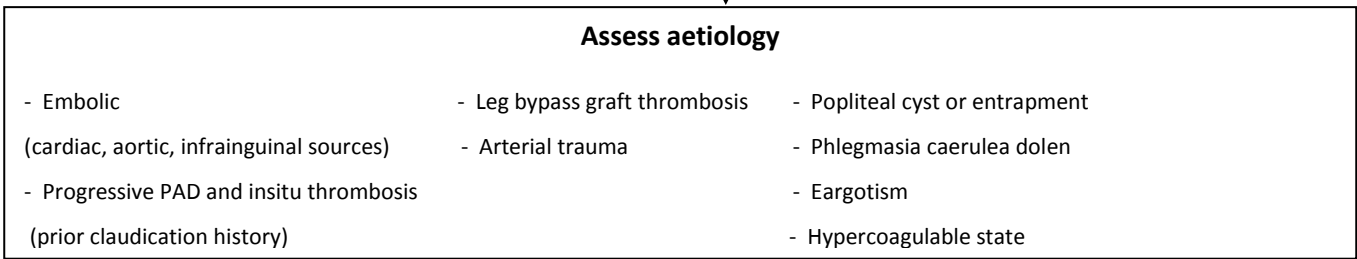 Assess aetiology
- Embolic
(cardiac, aortic, infrainguinal sources)
- Progressive PAD and insitu thrombosis
(prior claudication history)
- Leg bypass graft thrombosis
- Arterial trauma
- Popliteal cyst or entrapment
- Phlegmasia caerulea dolen
- Eargotism
- Hypercoagulable state